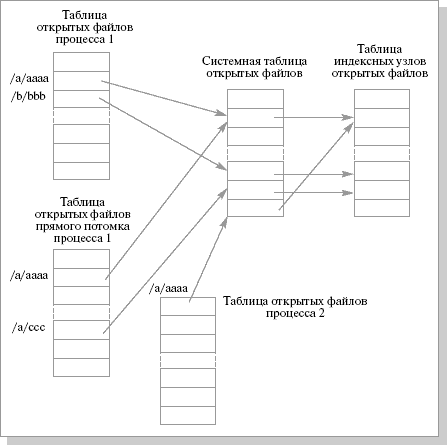 Таблица
открытых файлов
процесса 1
/a/aaaa
/b/bbb
Системная таблица
открытых файлов
Таблица
индексных узлов
открытых файлов
Таблица
открытых файлов
прямого потомка
процесса 1
/a/aaaa
/a/ccc
/a/aaaa
Таблица открытых файлов
процесса 2